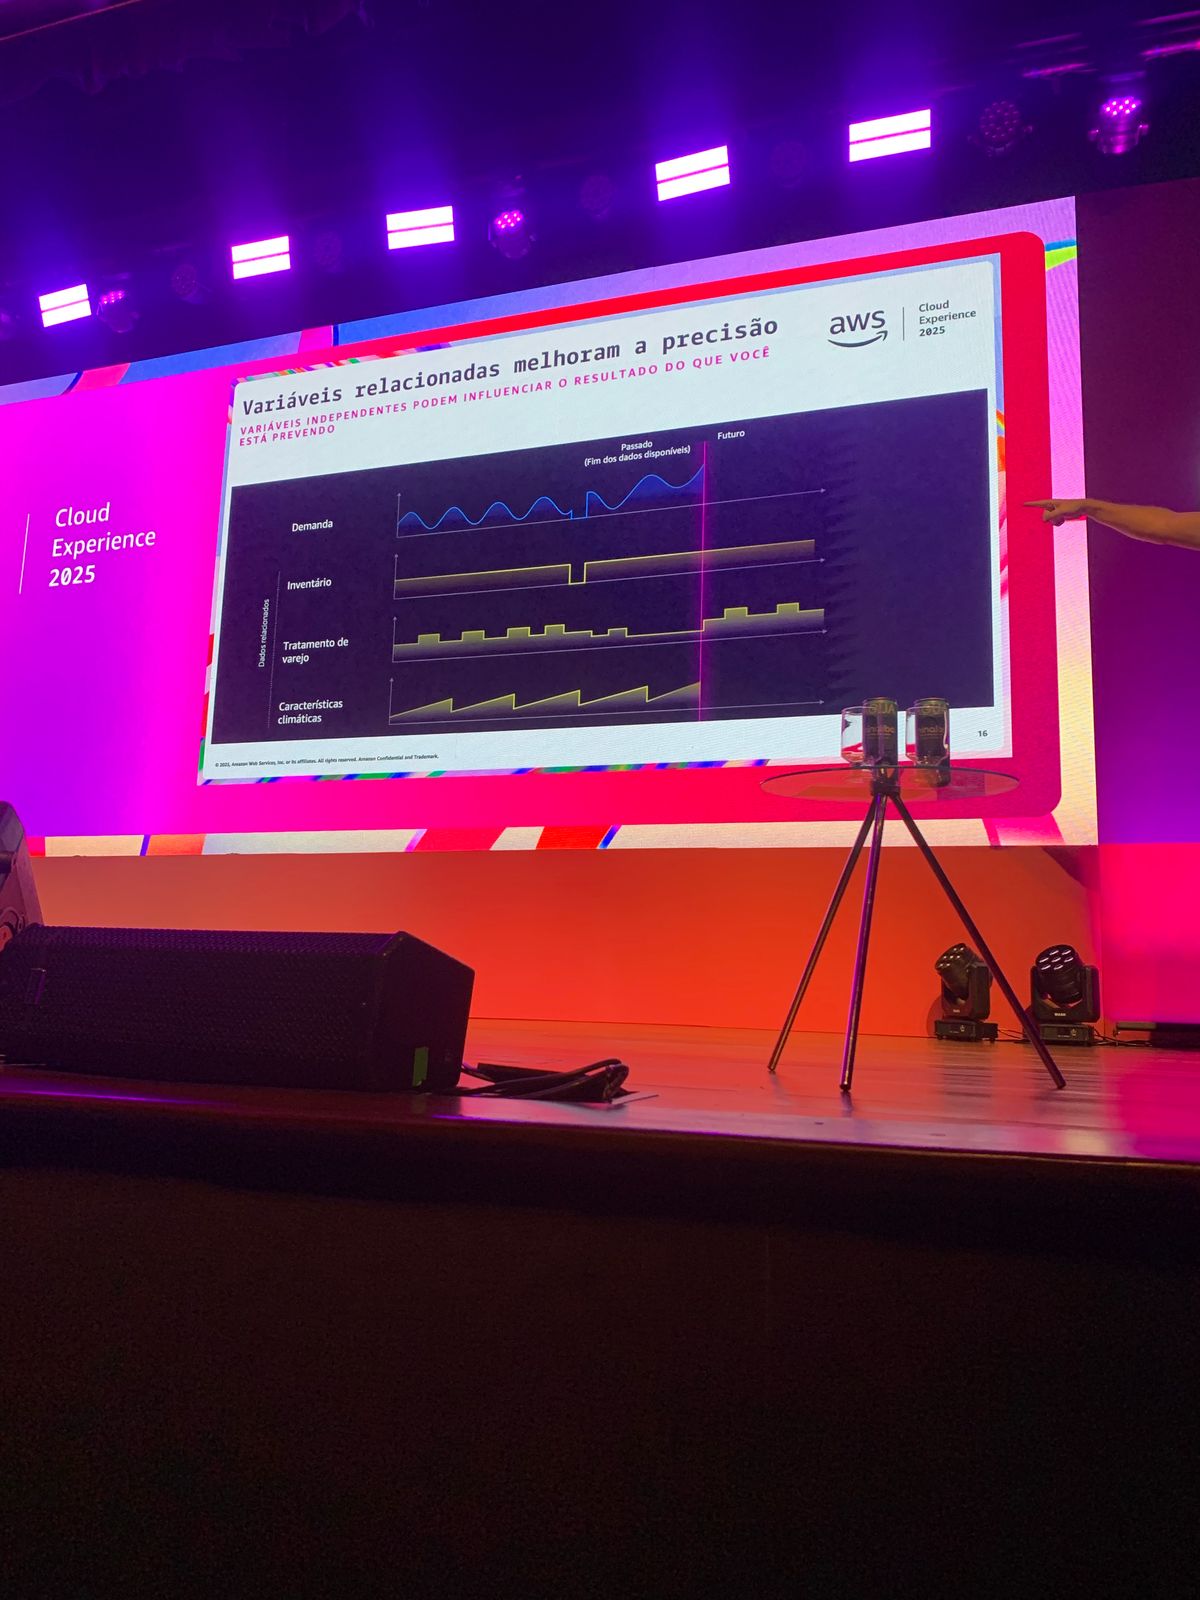 Variáveis relacionadas melhoram a precisão
VARIÁVEIS INDEPENDENTES PODEM INFLUENCIAR O RESULTADO DO QUE VOCÊ
ESTÁ PREVENDO
aws
Cloud
Experience
2025
Passado
(Fim dos dados disponíveis)
Futuro
Demanda
Dados relacionados
Inventário
Tratamento de
varejo
Características
climáticas
© 2025, Amazon Web Services, Inc. or its affiliates. All rights reserved. Amazon Confidential and Trademark.
16
Cloud
Experience
2025